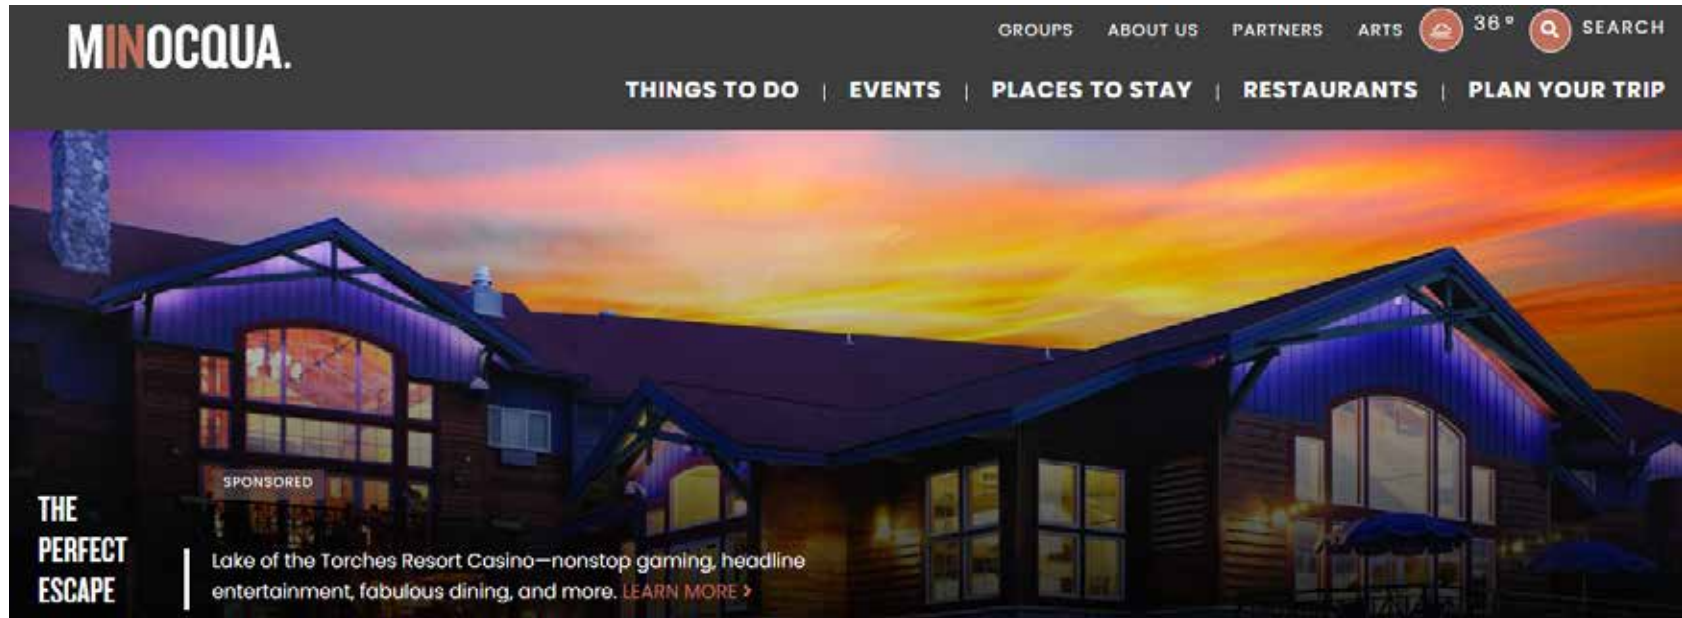 MINOCQUA.
GROUPS ABOUT US PARTNERS ARTS 36° SEARCH
THINGS TO DO | EVENTS | PLACES TO STAY | RESTAURANTS | PLAN YOUR TRIP
SPONSORED
THE
PERFECT
ESCAPE
Lake of the Torches Resort Casino—nonstop gaming, headline
entertainment, fabulous dining, and more. LEARN MORE >